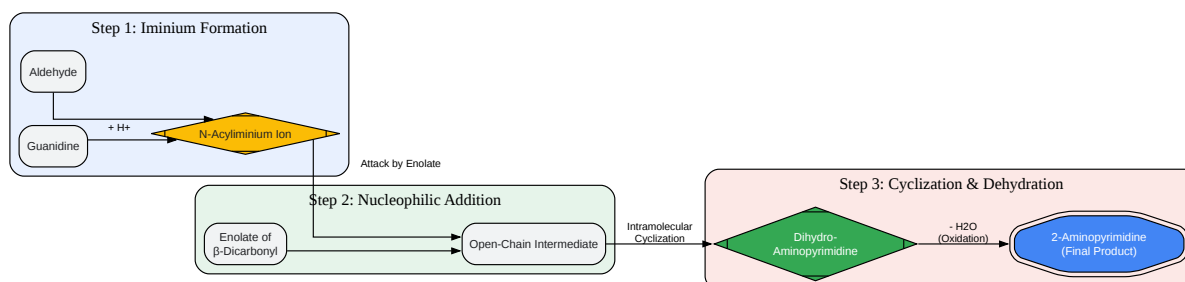 Step 1: Iminium Formation
Aldehyde
+ H+
N-Acyliminium Ion
Guanidine
Attack by Enolate
Step 2: Nucleophilic Addition
Enolate of
β-Dicarbonyl
Open-Chain Intermediate
Intramolecular
Cyclization
Step 3: Cyclization & Dehydration
Dihydro-
Aminopyrimidine
- H2O
(Oxidation)
2-Aminopyrimidine
(Final Product)